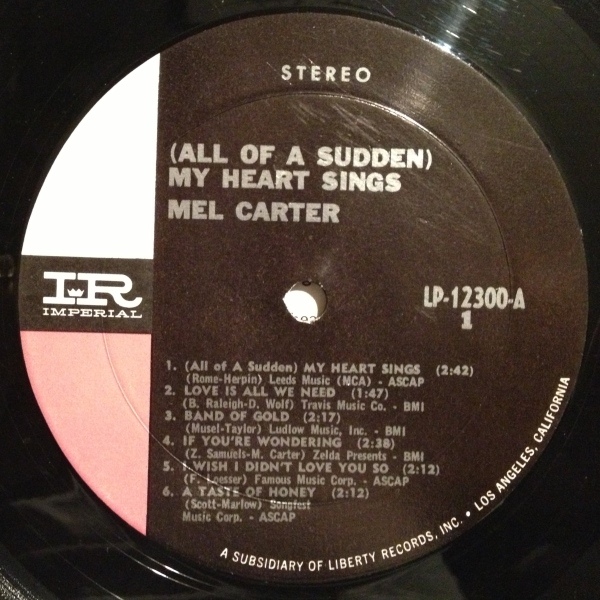 STEREO
(ALL OF A SUDDEN)
MY HEART SINGS
MEL CARTER
IR
IMPERIAL
LP-12300-A
1
1. (All of A Sudden) MY HEART SINGS (2:42)
(Rome-Herpin) Leeds Music (MCA) - ASCAP
2. LOVE IS ALL WE NEED (1:47)
(B. Raleigh-D. Wolf) Travis Music Co. - BMI
3. BAND OF GOLD (2:17)
(Musel-Taylor) Ludlow Music, Inc. - BMI
4. IF YOU'RE WONDERING (2:38)
(Z. Samuels-M. Carter) Zelda Presents - BMI
5. I WISH I DIDN'T LOVE YOU SO (2:12)
(F. Loesser) Famous Music Corp. - ASCAP
6. A TASTE OF HONEY (2:12)
(Scott-Marlow) Songfest
Music Corp. - ASCAP
A SUBSIDIARY OF LIBERTY RECORDS, INC. • LOS ANGELES, CALIFORNIA